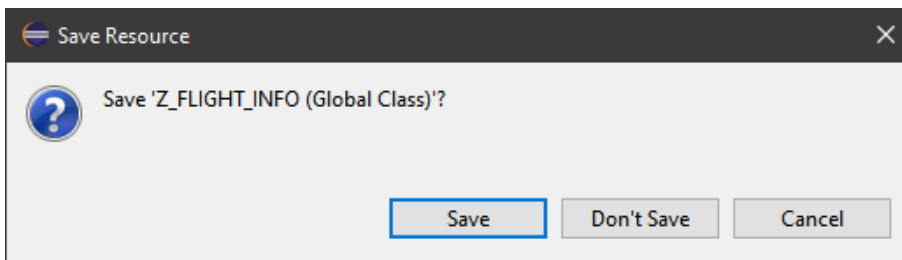 Save Resource
Save 'Z_FLIGHT_INFO (Global Class)'?
Save Don't Save Cancel